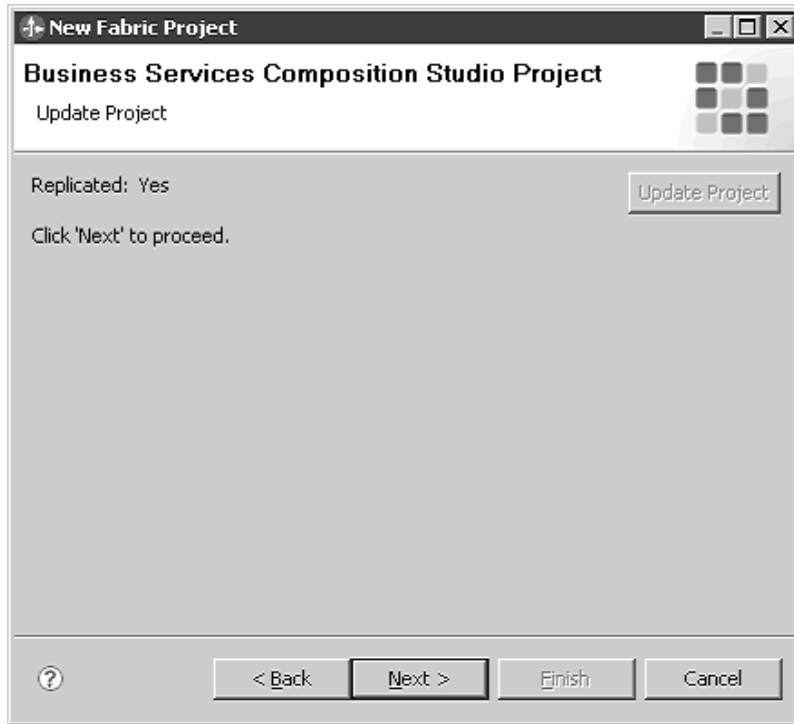 New Fabric Project
Business Services Composition Studio Project
Update Project
Replicated: Yes
Update Project
Click 'Next' to proceed.
?
< Back
Next >
Finish
Cancel